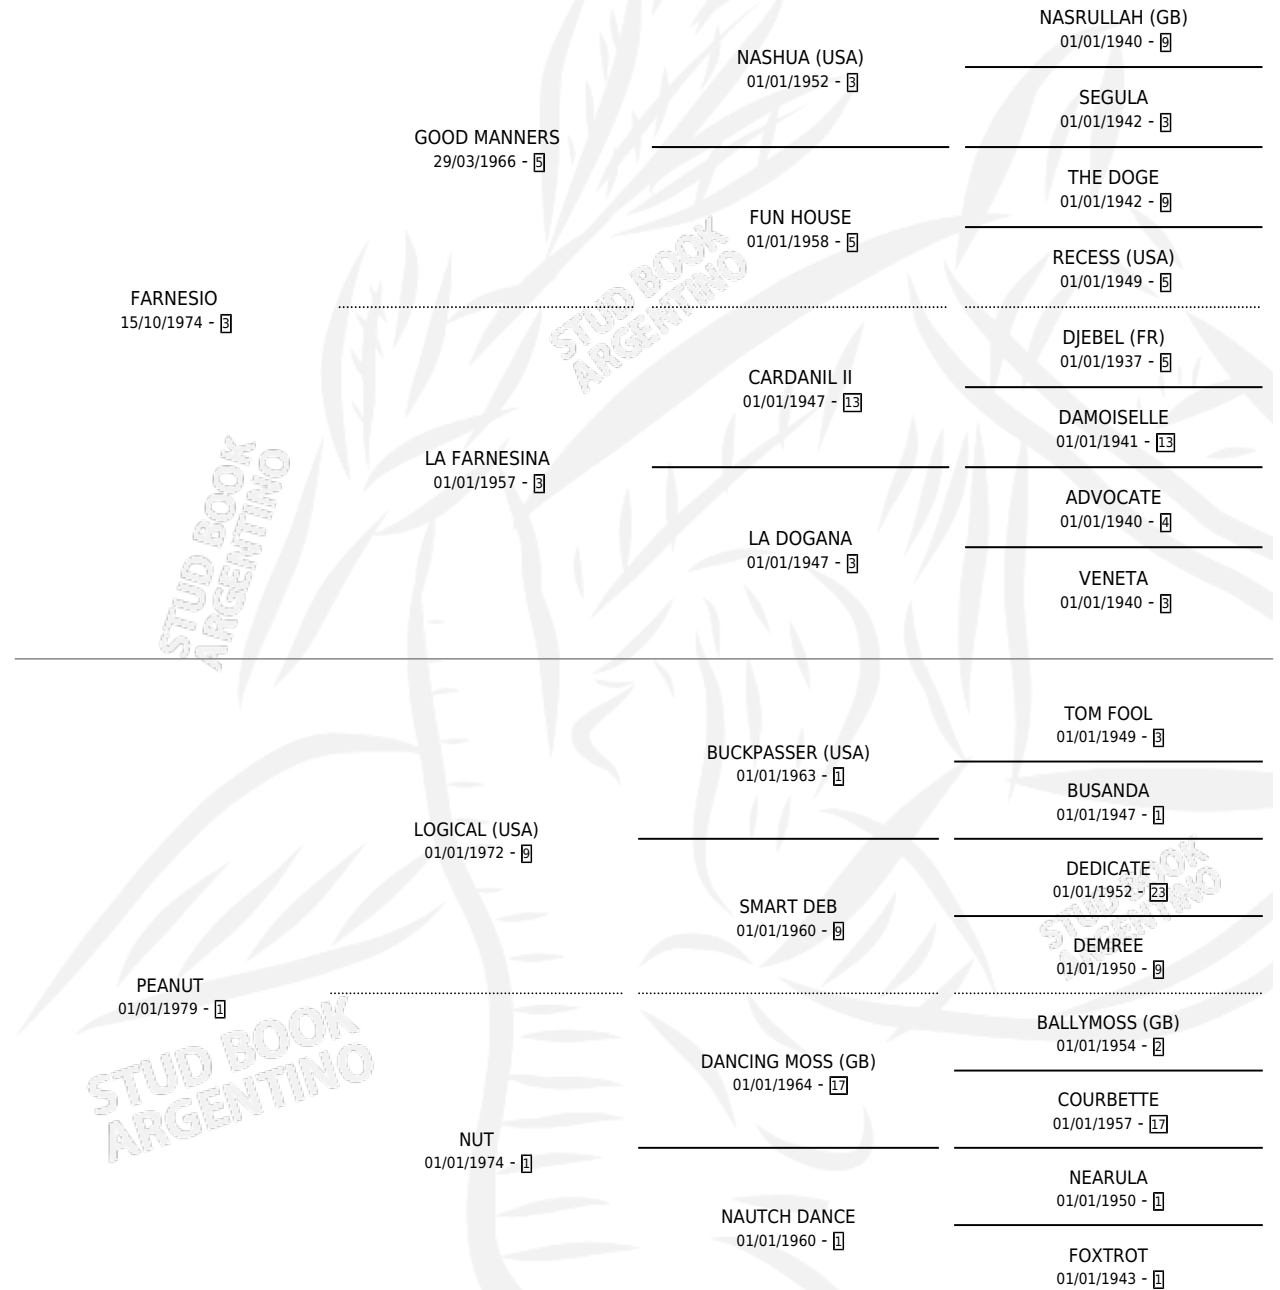 NASRULLAH (GB)
01/01/1940 - 9
NASHUA (USA)
01/01/1952 - 3
SEGULA
01/01/1942 - 3
GOOD MANNERS
29/03/1966 - 5
THE DOGE
01/01/1942 - 9
FUN HOUSE
01/01/1958 - 5
RECESS (USA)
01/01/1949 - 5
FARNESIO
15/10/1974 - 3
DJEBEL (FR)
01/01/1937 - 5
CARDANIL II
01/01/1947 - 13
DAMOISELLE
01/01/1941 - 13
LA FARNESINA
01/01/1957 - 3
ADVOCATE
01/01/1940 - 4
LA DOGANA
01/01/1947 - 3
VENETA
01/01/1940 - 3
TOM FOOL
01/01/1949 - 3
BUCKPASSER (USA)
01/01/1963 - 1
BUSANDA
01/01/1947 - 1
LOGICAL (USA)
01/01/1972 - 9
DEDICATE
01/01/1952 - 23
SMART DEB
01/01/1960 - 9
DEMREE
01/01/1950 - 9
PEANUT
01/01/1979 - 1
BALLYMOSS (GB)
01/01/1954 - 2
DANCING MOSS (GB)
01/01/1964 - 17
COURBETTE
01/01/1957 - 17
NUT
01/01/1974 - 1
NEARULA
01/01/1950 - 1
NAUTCH DANCE
01/01/1960 - 1
FOXTROT
01/01/1943 - 1
STUD BOOK
ARGENTINO
STUD BOOK
ARGENTINO
STUD BOOK
ARGENTINO
STUD BOOK
ARGENTINO